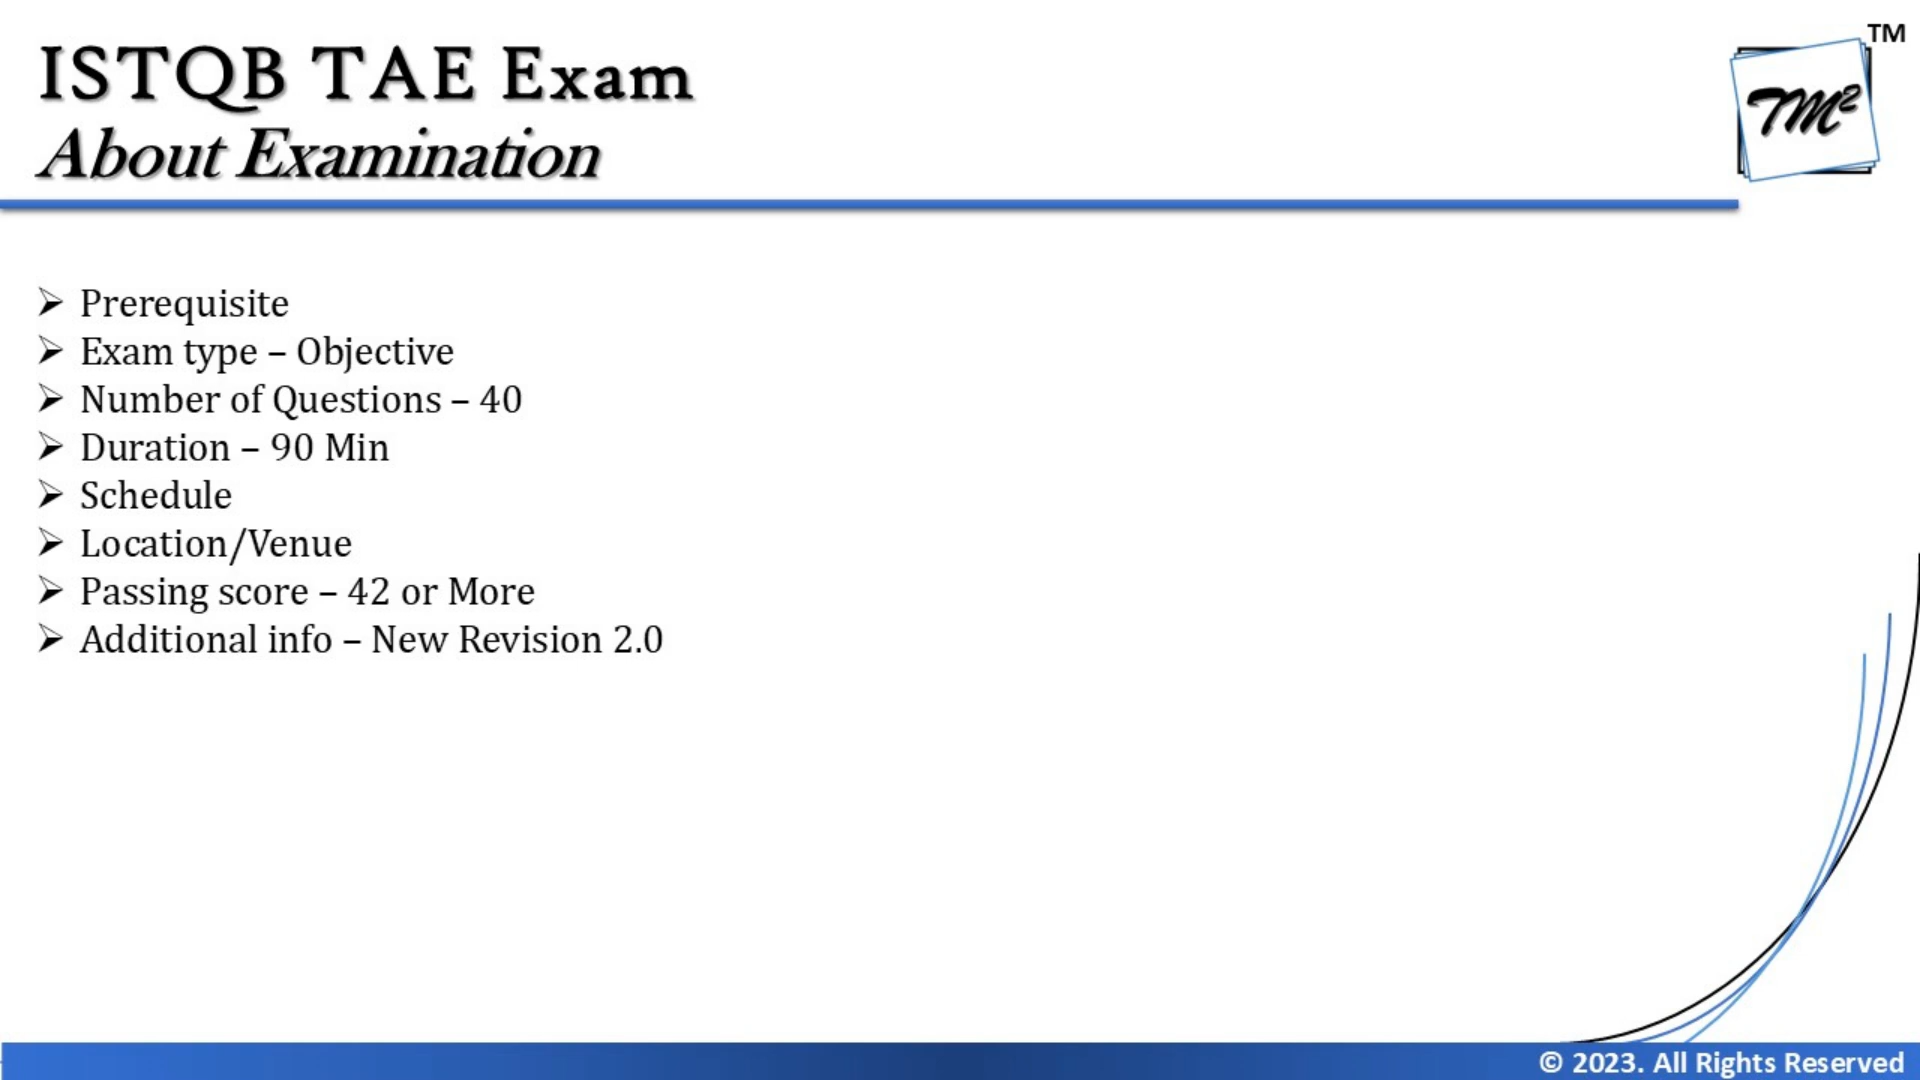 ISTQB TAE Exam
About Examination
TM
TM²
➢ Prerequisite
➢ Exam type – Objective
➢ Number of Questions – 40
➢ Duration – 90 Min
➢ Schedule
➢ Location/Venue
➢ Passing score – 42 or More
➢ Additional info – New Revision 2.0
© 2023. All Rights Reserved